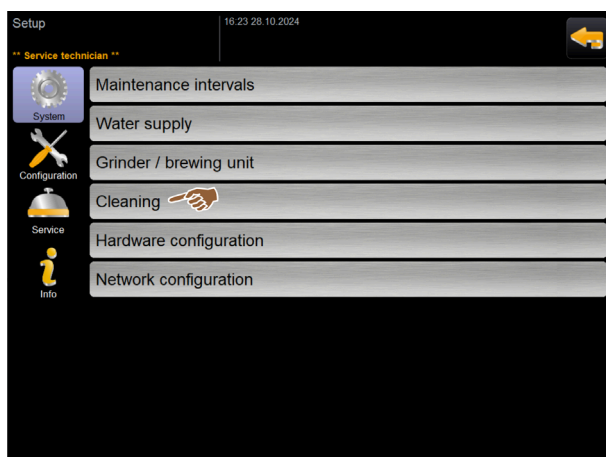 Setup
16:23 28.10.2024
** Service technician **
System
Configuration
Service
Info
Maintenance intervals
Water supply
Grinder / brewing unit
Cleaning
Hardware configuration
Network configuration